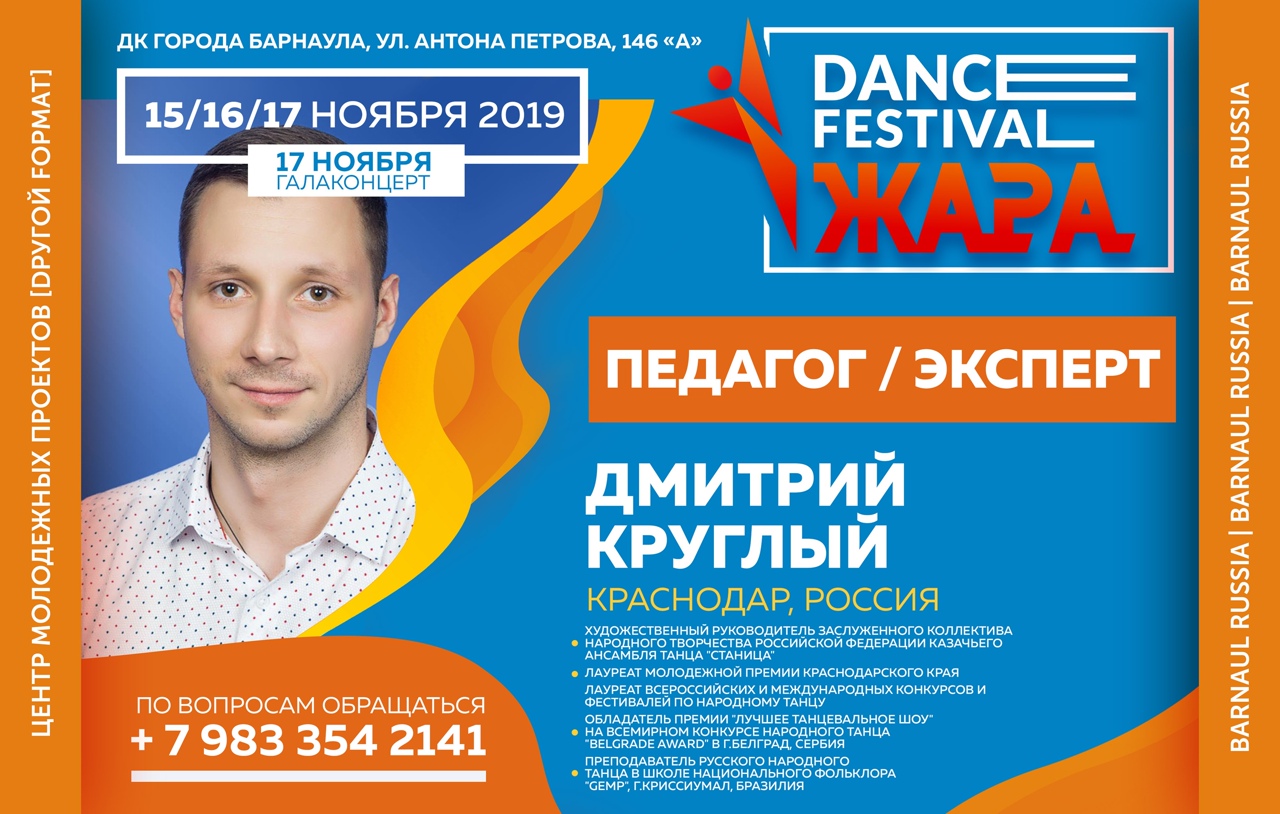 ДК ГОРОДА БАРНАУЛА, УЛ. АНТОНА ПЕТРОВА, 146 «А»
15/16/17 НОЯБРЯ 2019
17 НОЯБРЯ
ГАЛАКОНЦЕРТ
DANCE
FESTIVAL
ЖАРА
ПЕДАГОГ / ЭКСПЕРТ
ДМИТРИЙ
КРУГЛЫЙ
КРАСНОДАР, РОССИЯ
ХУДОЖЕСТВЕННЫЙ РУКОВОДИТЕЛЬ ЗАСЛУЖЕННОГО КОЛЛЕКТИВА
НАРОДНОГО ТВОРЧЕСТВА РОССИЙСКОЙ ФЕДЕРАЦИИ КАЗАЧЬЕГО
АНСАМБЛЯ ТАНЦА "СТАНИЦА"
ЛАУРЕАТ МОЛОДЕЖНОЙ ПРЕМИИ КРАСНОДАРСКОГО КРАЯ
ЛАУРЕАТ ВСЕРОССИЙСКИХ И МЕЖДУНАРОДНЫХ КОНКУРСОВ И
ФЕСТИВАЛЕЙ ПО НАРОДНОМУ ТАНЦУ
ОБЛАДАТЕЛЬ ПРЕМИИ "ЛУЧШЕЕ ТАНЦЕВАЛЬНОЕ ШОУ"
НА ВСЕМИРНОМ КОНКУРСЕ НАРОДНОГО ТАНЦА
"BELGRADE AWARD" В Г.БЕЛГРАД, СЕРБИЯ
ПРЕПОДАВАТЕЛЬ РУССКОГО НАРОДНОГО
ТАНЦА В ШКОЛЕ НАЦИОНАЛЬНОГО ФОЛЬКЛОРА
"GEMP", Г.КРИССИУМАЛ, БРАЗИЛИЯ
ПО ВОПРОСАМ ОБРАЩАТЬСЯ
+ 7 983 354 2141
ЦЕНТР МОЛОДЕЖНЫХ ПРОЕКТОВ [DРУГОЙ FОРМАТ]
BARNAUL RUSSIA | BARNAUL RUSSIA | BARNAUL RUSSIA